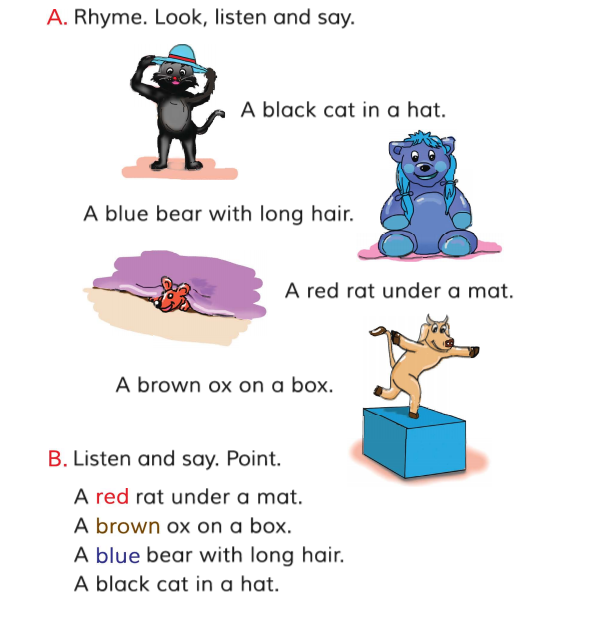 A. Rhyme. Look, listen and say.
A black cat in a hat.
A blue bear with long hair.
A red rat under a mat.
A brown ox on a box.
B. Listen and say. Point.
A red rat under a mat.
A brown ox on a box.
A blue bear with long hair.
A black cat in a hat.